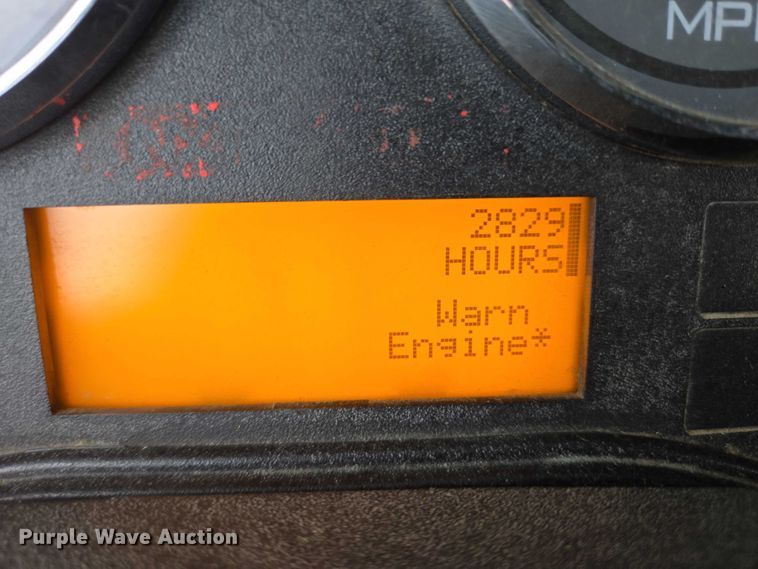 MPH
2829
HOURS
Warn
Engine*
Purple Wave Auction